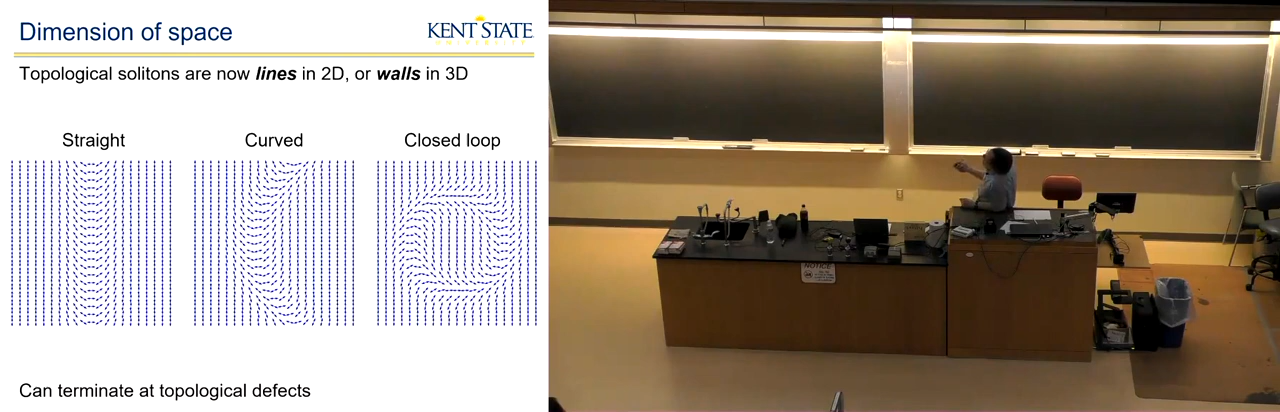 Dimension of space
KENT STATE
UNIVERSITY
Topological solitons are now lines in 2D, or walls in 3D
Straight
Curved
Closed loop
Can terminate at topological defects
NOTICE